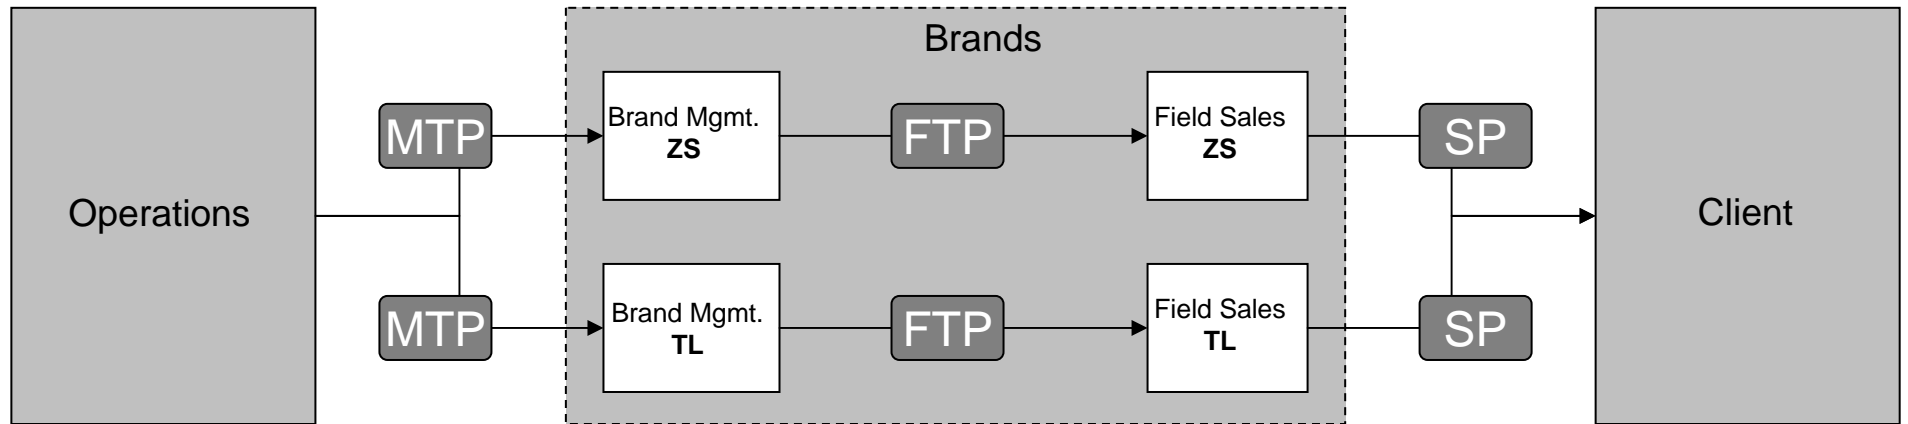 Brands
Operations
MTP
Brand Mgmt.
ZS
FTP
Field Sales
ZS
SP
MTP
Brand Mgmt.
TL
FTP
Field Sales
TL
SP
Client